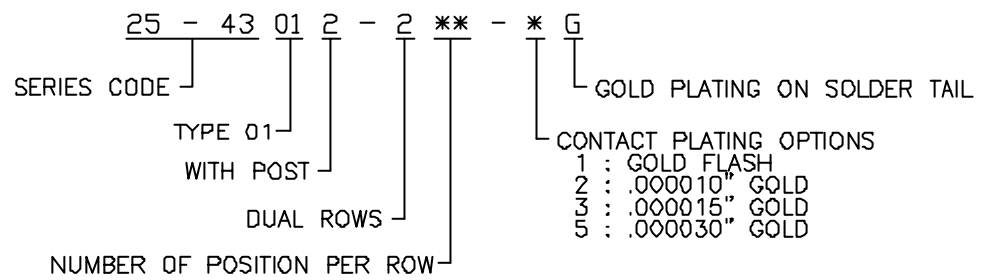 25 - 43 01 2 - 2 ** - * G
SERIES CODE
GOLD PLATING ON SOLDER TAIL
TYPE 01
CONTACT PLATING OPTIONS
1 : GOLD FLASH
WITH POST
2 : .000010" GOLD
3 : .000015" GOLD
DUAL ROWS
5 : .000030" GOLD
NUMBER OF POSITION PER ROW